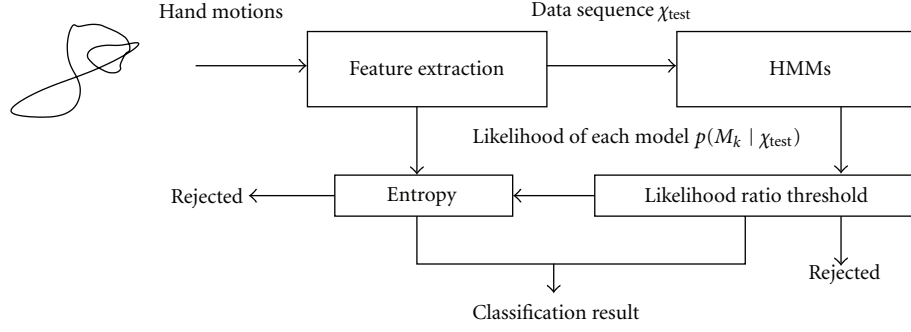 Hand motions
Data sequence χtest
Feature extraction
HMMs
Likelihood of each model p(Mk | χtest)
Rejected
Entropy
Likelihood ratio threshold
Rejected
Classification result